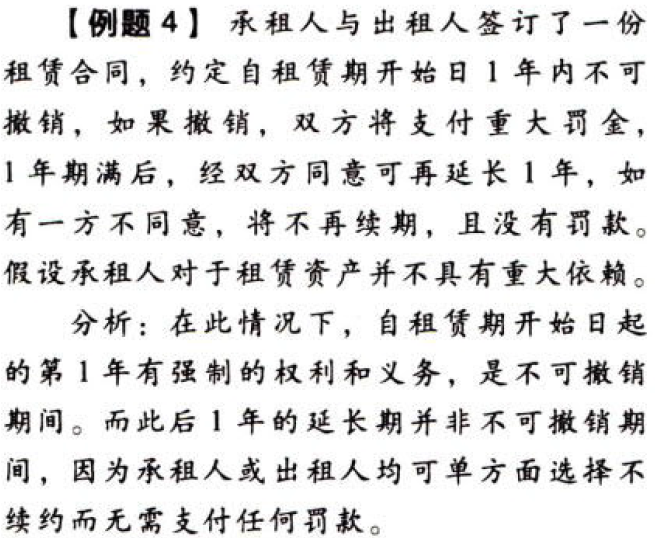 【例题4】 承租人与出租人签订了一份
租赁合同，约定自租赁期开始日1年内不可
撤销，如果撤销，双方将支付重大罚金，
1年期满后，经双方同意可再延长1年，如
有一方不同意，将不再续期，且没有罚款。
假设承租人对于租赁资产并不具有重大依赖。
分析：在此情况下，自租赁期开始日起
的第1年有强制的权利和义务，是不可撤销
期间。而此后1年的延长期并非不可撤销期
间，因为承租人或出租人均可单方面选择不
续约而无需支付任何罚款。